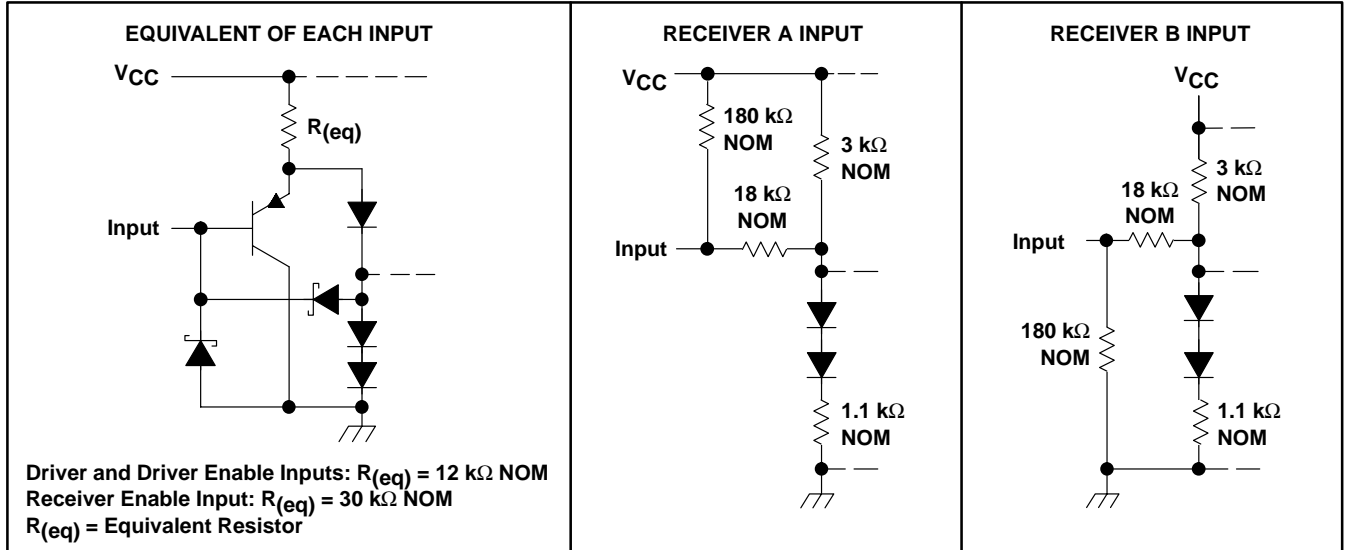 EQUIVALENT OF EACH INPUT
VCC
R(eq)
Input
Driver and Driver Enable Inputs: R(eq) = 12 kΩ NOM
Receiver Enable Input: R(eq) = 30 kΩ NOM
R(eq) = Equivalent Resistor
RECEIVER A INPUT
VCC
180 kΩ
NOM
3 kΩ
NOM
18 kΩ
NOM
Input
1.1 kΩ
NOM
RECEIVER B INPUT
VCC
3 kΩ
NOM
18 kΩ
NOM
Input
180 kΩ
NOM
1.1 kΩ
NOM